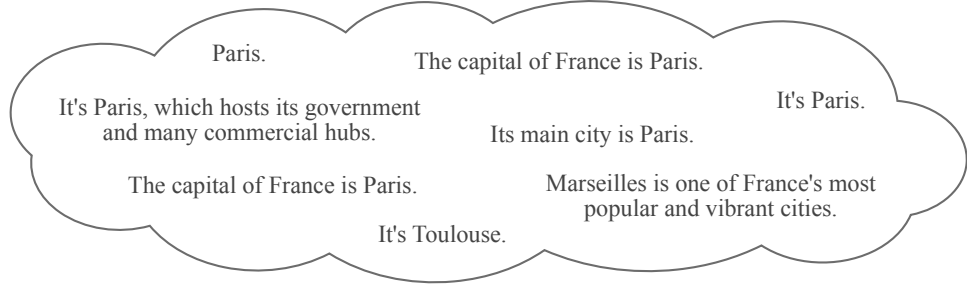 Paris.
The capital of France is Paris.
It's Paris, which hosts its government
and many commercial hubs.
It's Paris.
Its main city is Paris.
The capital of France is Paris.
Marseilles is one of France's most
popular and vibrant cities.
It's Toulouse.